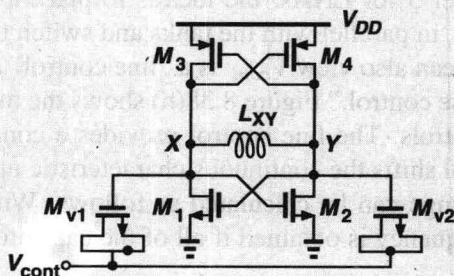 V_DD
M_3 M_4
L_XY
X Y
M_v1 M_1 M_2 M_v2
V_cont